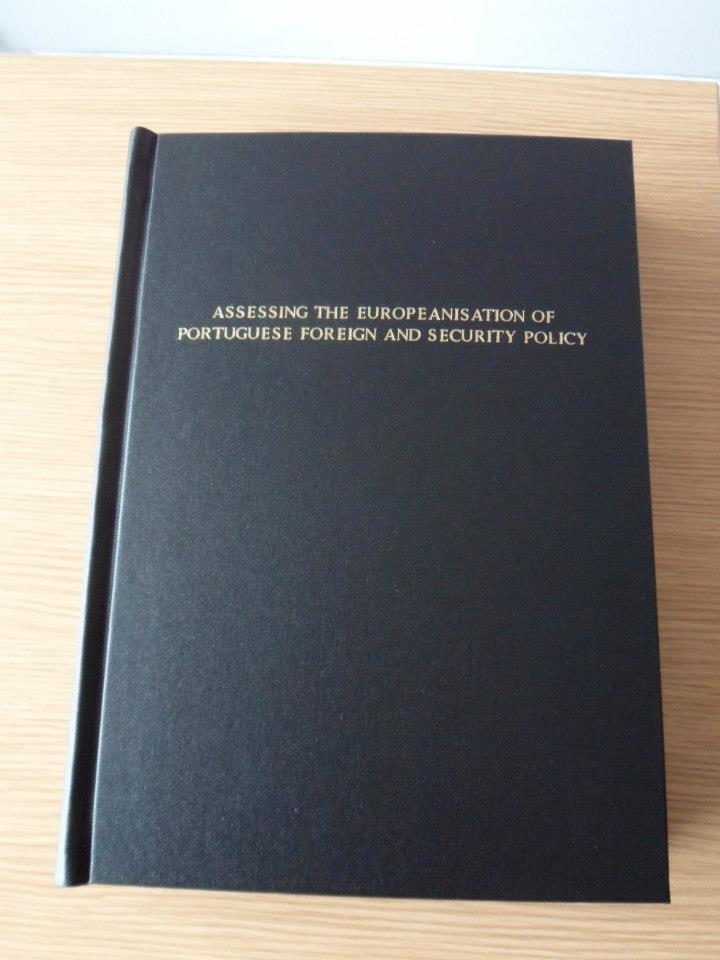 ASSESSING THE EUROPEANISATION OF
PORTUGUESE FOREIGN AND SECURITY POLICY